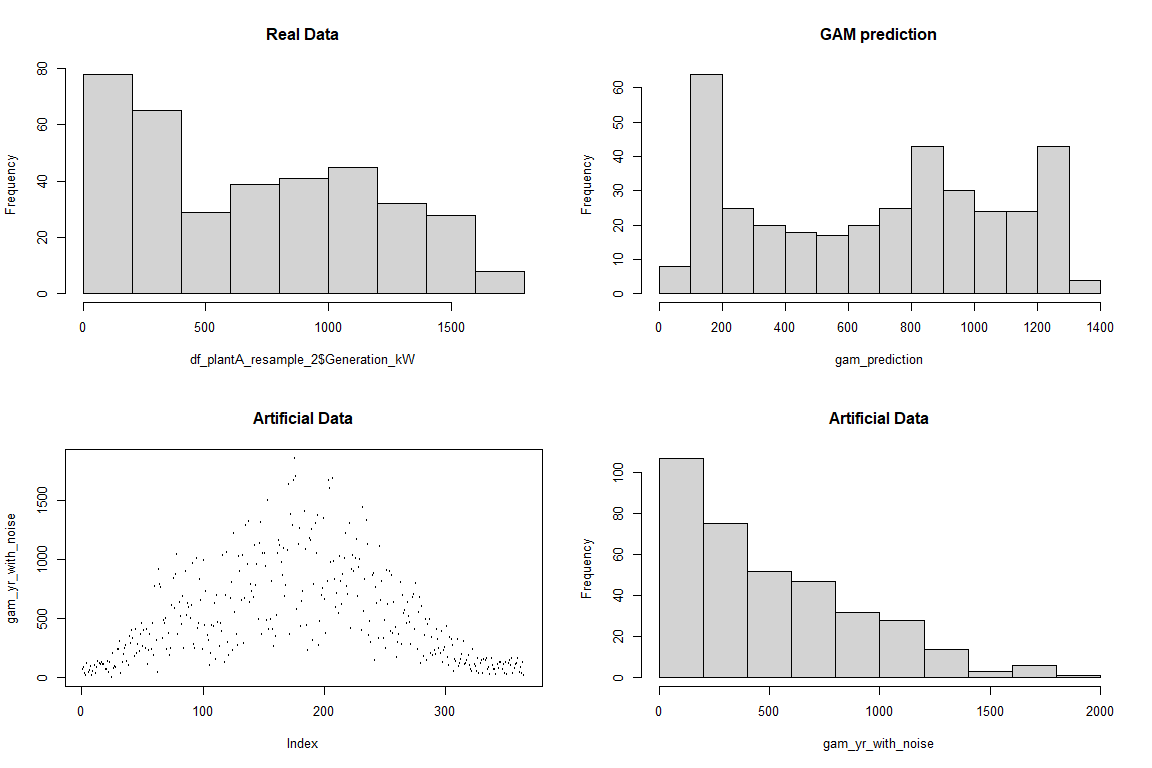 Real Data
Frequency
0
20
40
60
80
0 500 1000 1500
df_plantA_resample_2$Generation_kW
GAM prediction
Frequency
0
10
20
30
40
50
60
0 200 400 600 800 1000 1200 1400
gam_prediction
Artificial Data
gam_yr_with_noise
0
500
1000
1500
0 100 200 300
Index
Artificial Data
Frequency
0
20
40
60
80
100
0 500 1000 1500 2000
gam_yr_with_noise